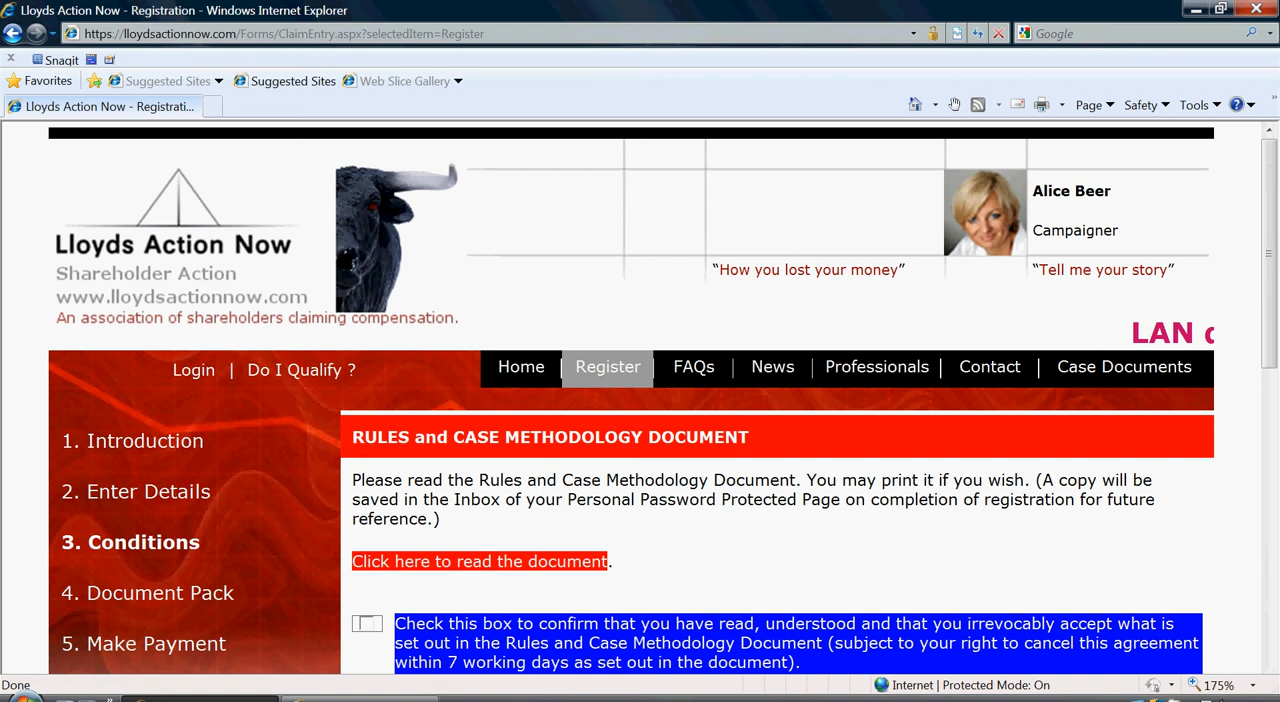 Lloyds Action Now - Registration - Windows Internet Explorer
https://lloydsactionnow.com/Forms/ClaimEntry.aspx?selectedItem=Register
Google
x Snagit
Favorites Suggested Sites Suggested Sites Web Slice Gallery
Lloyds Action Now - Registrati...
Page Safety Tools
Lloyds Action Now
Shareholder Action
www.lloydsactionnow.com
An association of shareholders claiming compensation.
Alice Beer
Campaigner
“How you lost your money” “Tell me your story”
LAN
Login | Do I Qualify ?
Home | Register | FAQs | News | Professionals | Contact | Case Documents
1. Introduction
2. Enter Details
3. Conditions
4. Document Pack
5. Make Payment
RULES and CASE METHODOLOGY DOCUMENT
Please read the Rules and Case Methodology Document. You may print it if you wish. (A copy will be
saved in the Inbox of your Personal Password Protected Page on completion of registration for future
reference.)
Click here to read the document.
Check this box to confirm that you have read, understood and that you irrevocably accept what is
set out in the Rules and Case Methodology Document (subject to your right to cancel this agreement
within 7 working days as set out in the document).
Done
Internet | Protected Mode: On
175%